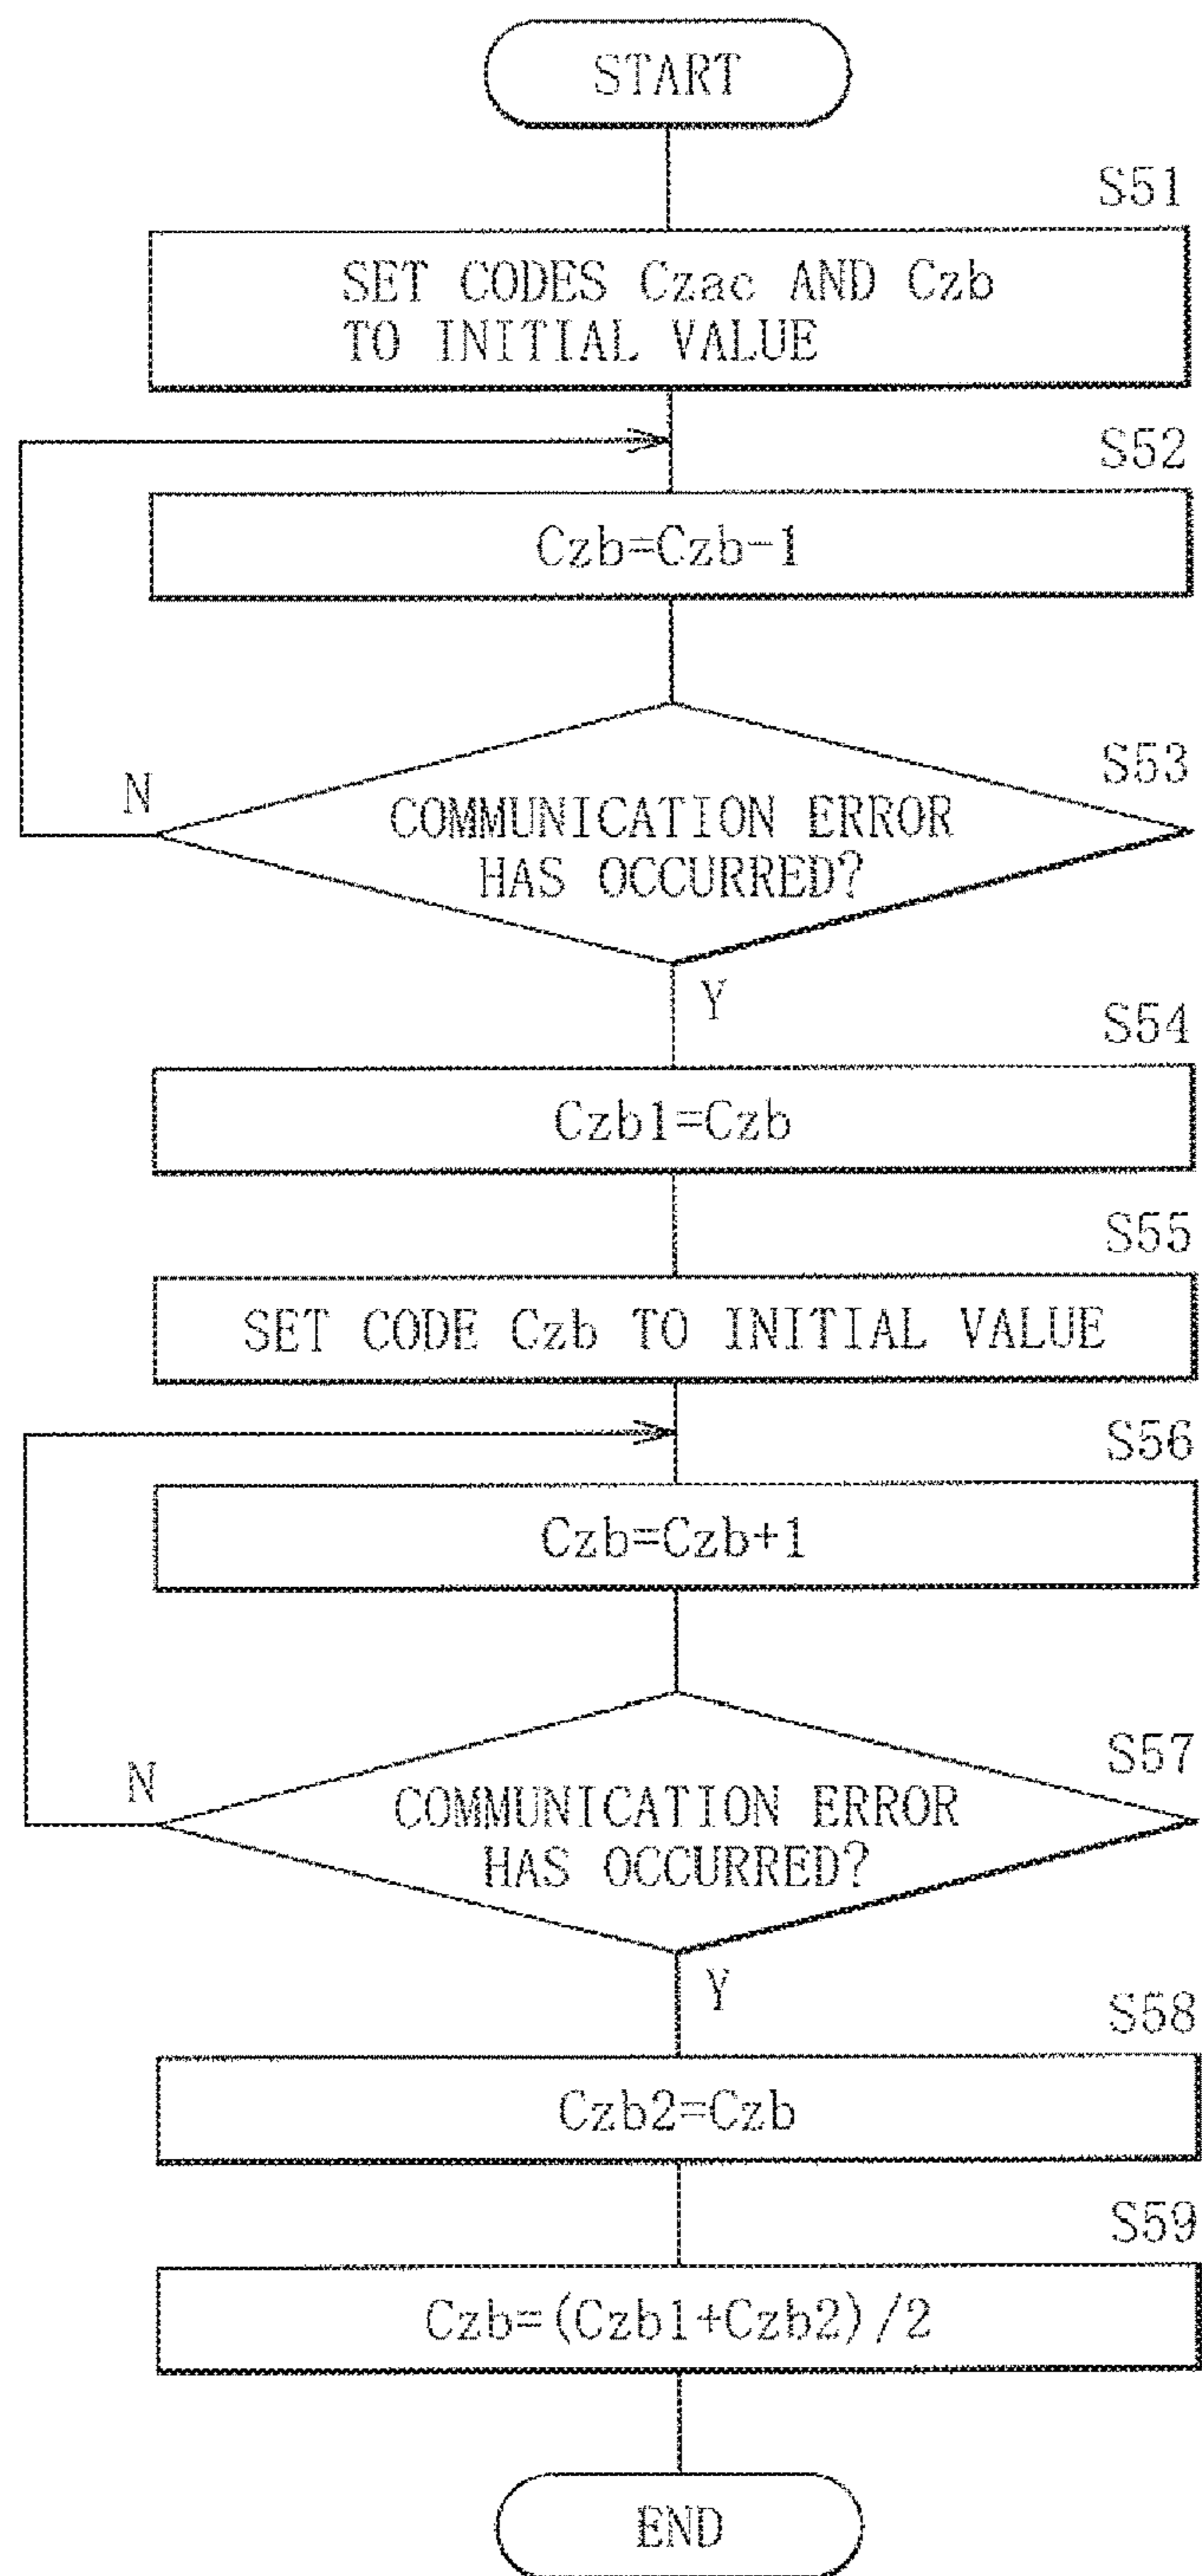 START
S51
SET CODES Czac AND Czb
TO INITIAL VALUE
S52
Czb=Czb-1
S53
N
COMMUNICATION ERROR
HAS OCCURRED?
Y
S54
Czb1=Czb
S55
SET CODE Czb TO INITIAL VALUE
S56
Czb=Czb+1
S57
N
COMMUNICATION ERROR
HAS OCCURRED?
Y
S58
Czb2=Czb
S59
Czb=(Czb1+Czb2)/2
END